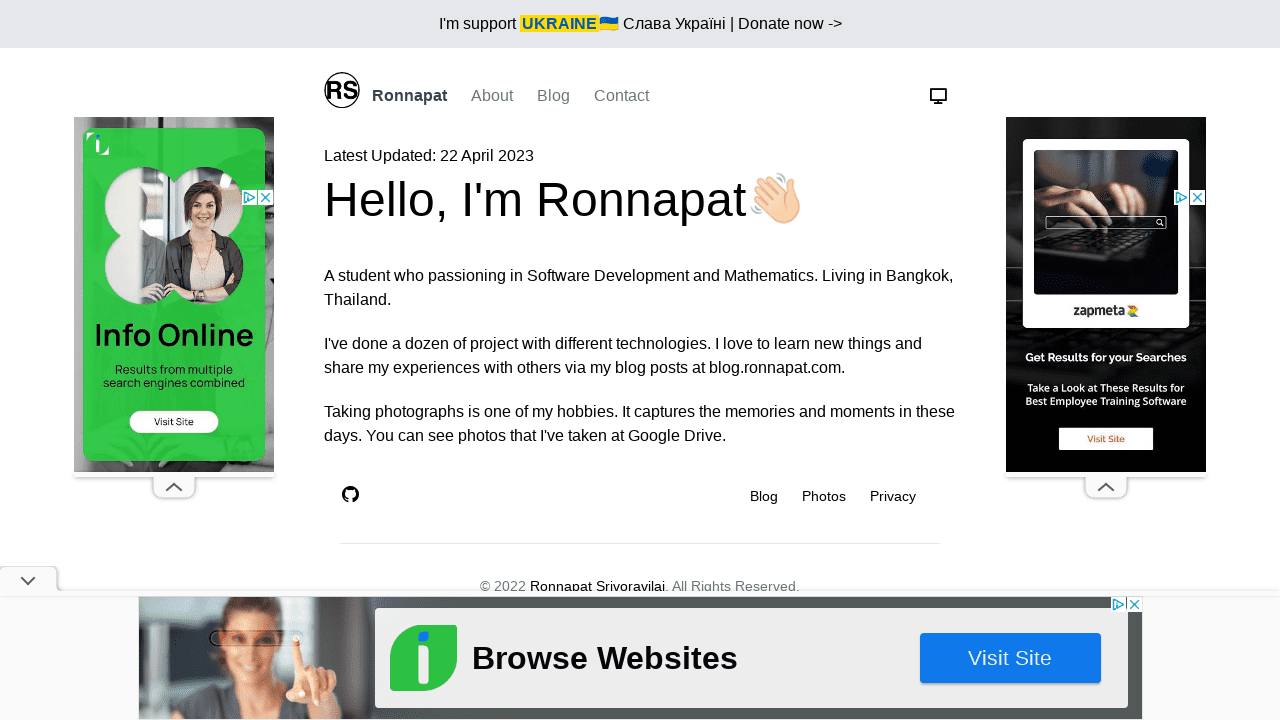 I'm support UKRAINE🇺🇦 Слава Україні | Donate now ->
RS Ronnapat About Blog Contact
Latest Updated: 22 April 2023
Hello, I'm Ronnapat👋🏻
A student who passioning in Software Development and Mathematics. Living in Bangkok,
Thailand.
I've done a dozen of project with different technologies. I love to learn new things and
share my experiences with others via my blog posts at blog.ronnapat.com.
Taking photographs is one of my hobbies. It captures the memories and moments in these
days. You can see photos that I've taken at Google Drive.
Blog Photos Privacy
© 2022 Ronnapat Srivoravilai. All Rights Reserved.
Info Online
Results from multiple
search engines combined
Visit Site
zapmeta
Get Results for your Searches
Take a Look at These Results for
Best Employee Training Software
Visit Site
Browse Websites
Visit Site